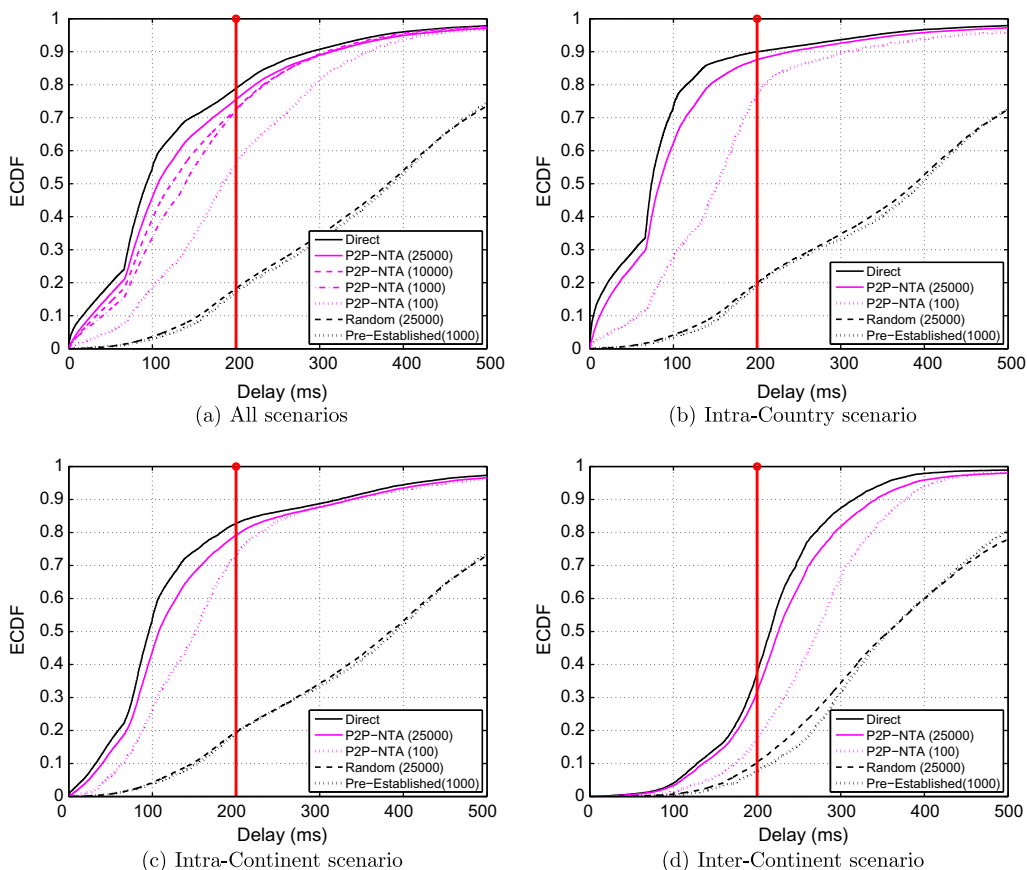 1
0.9
0.8
0.7
0.6
0.5
0.4
0.3
0.2
0.1
0
ECDF
Direct
P2P-NTA (25000)
P2P-NTA (10000)
P2P-NTA (1000)
P2P-NTA (100)
Random (25000)
Pre-Established(1000)
0 100 200 300 400 500
Delay (ms)
(a) All scenarios
1
0.9
0.8
0.7
0.6
0.5
0.4
0.3
0.2
0.1
0
ECDF
Direct
P2P-NTA (25000)
P2P-NTA (100)
Random (25000)
Pre-Established(1000)
0 100 200 300 400 500
Delay (ms)
(b) Intra-Country scenario
1
0.9
0.8
0.7
0.6
0.5
0.4
0.3
0.2
0.1
0
ECDF
Direct
P2P-NTA (25000)
P2P-NTA (100)
Random (25000)
Pre-Established(1000)
0 100 200 300 400 500
Delay (ms)
(c) Intra-Continent scenario
1
0.9
0.8
0.7
0.6
0.5
0.4
0.3
0.2
0.1
0
ECDF
Direct
P2P-NTA (25000)
P2P-NTA (100)
Random (25000)
Pre-Established(1000)
0 100 200 300 400 500
Delay (ms)
(d) Inter-Continent scenario